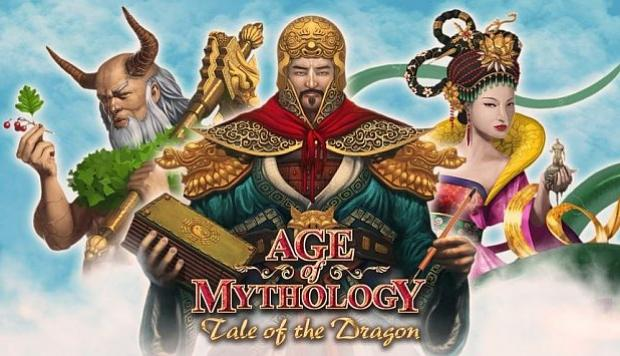 AGE
of
MYTHOLOGY
Tale of the Dragon